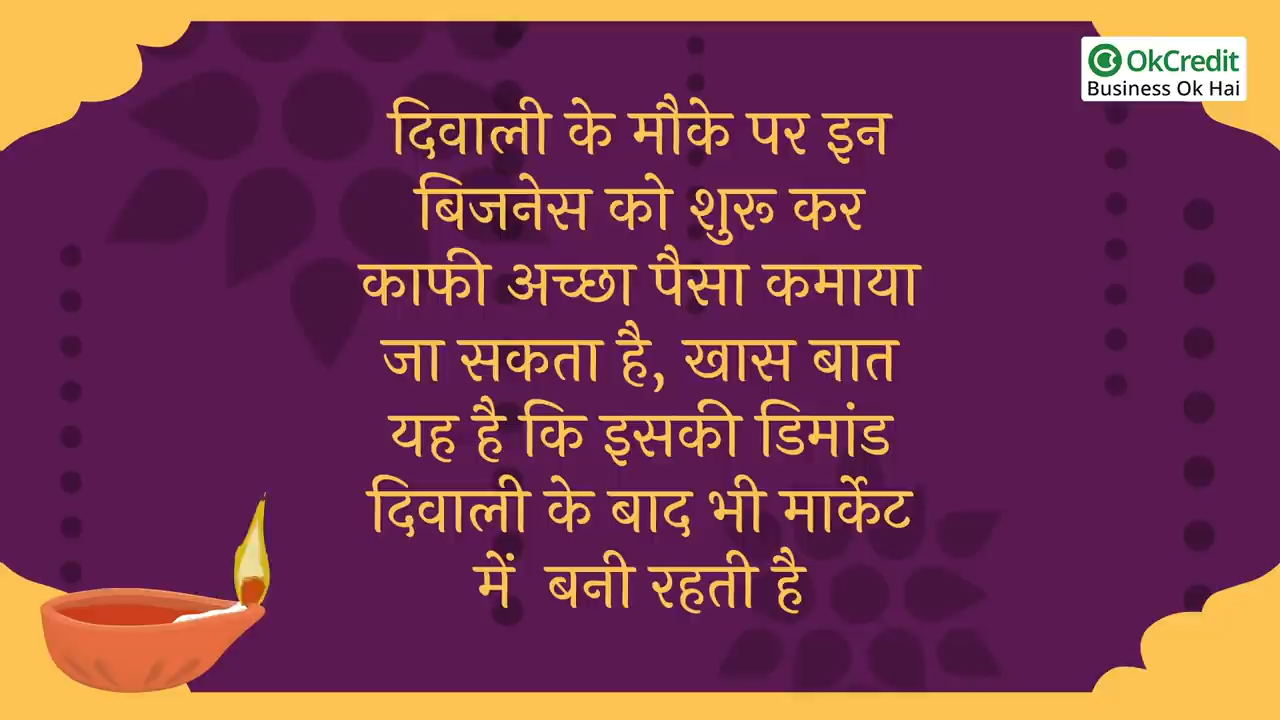 OkCredit
Business Ok Hai
दिवाली के मौके पर इन
बिजनेस को शुरू कर
काफी अच्छा पैसा कमाया
जा सकता है, खास बात
यह है कि इसकी डिमांड
दिवाली के बाद भी मार्केट
में बनी रहती है